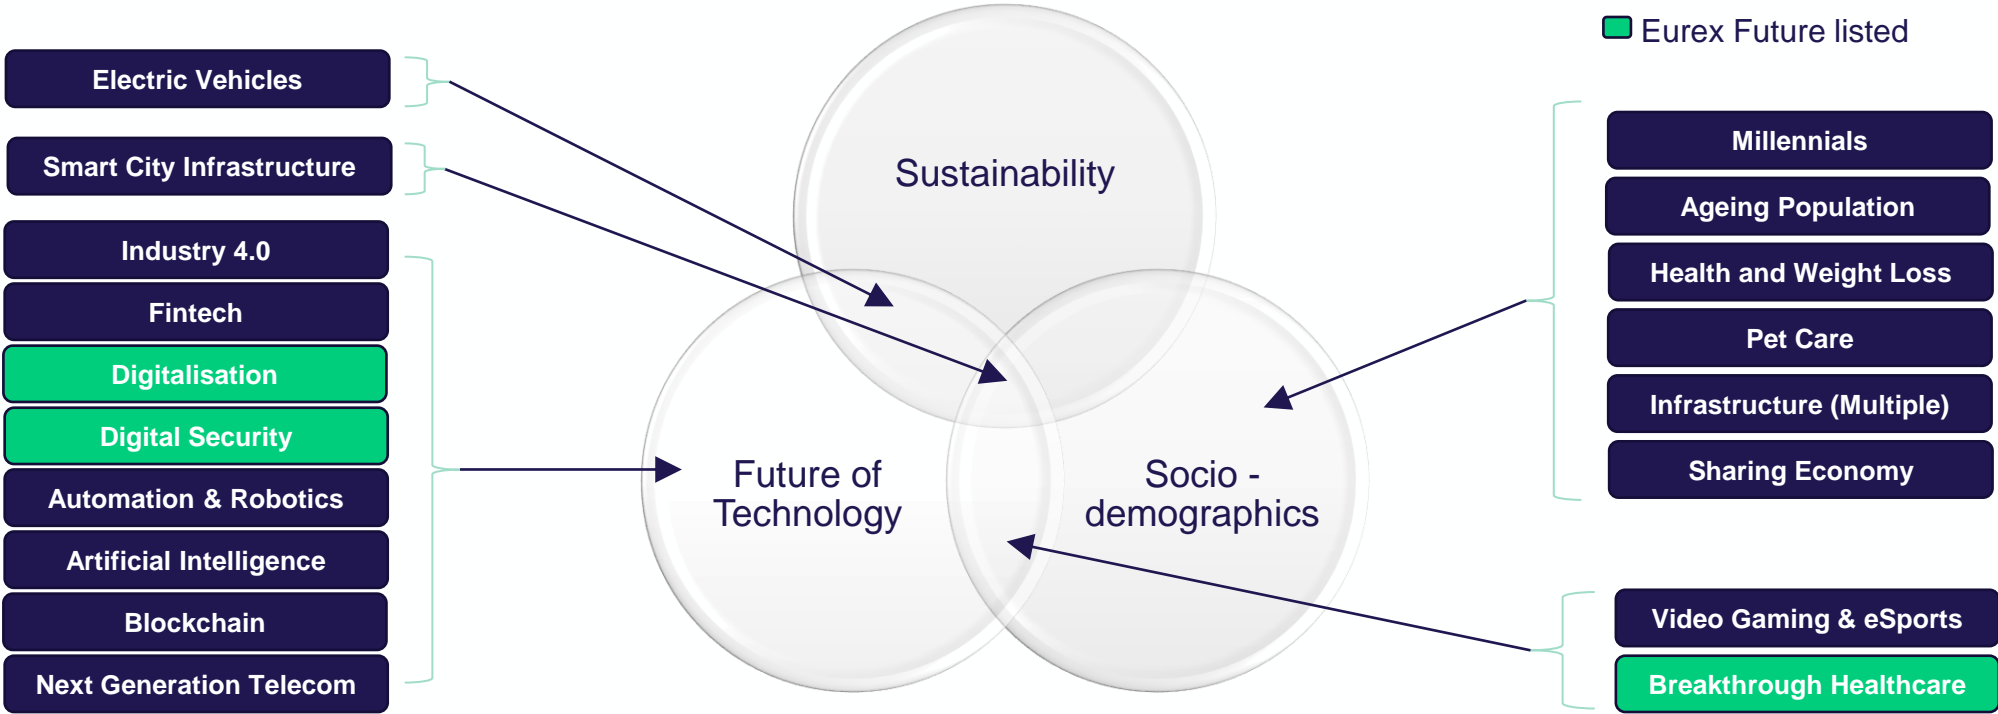 Eurex Future listed
Electric Vehicles
Smart City Infrastructure
Industry 4.0
Fintech
Digitalisation
Digital Security
Automation & Robotics
Artificial Intelligence
Blockchain
Next Generation Telecom
Sustainability
Future of
Technology
Socio -
demographics
Millennials
Ageing Population
Health and Weight Loss
Pet Care
Infrastructure (Multiple)
Sharing Economy
Video Gaming & eSports
Breakthrough Healthcare